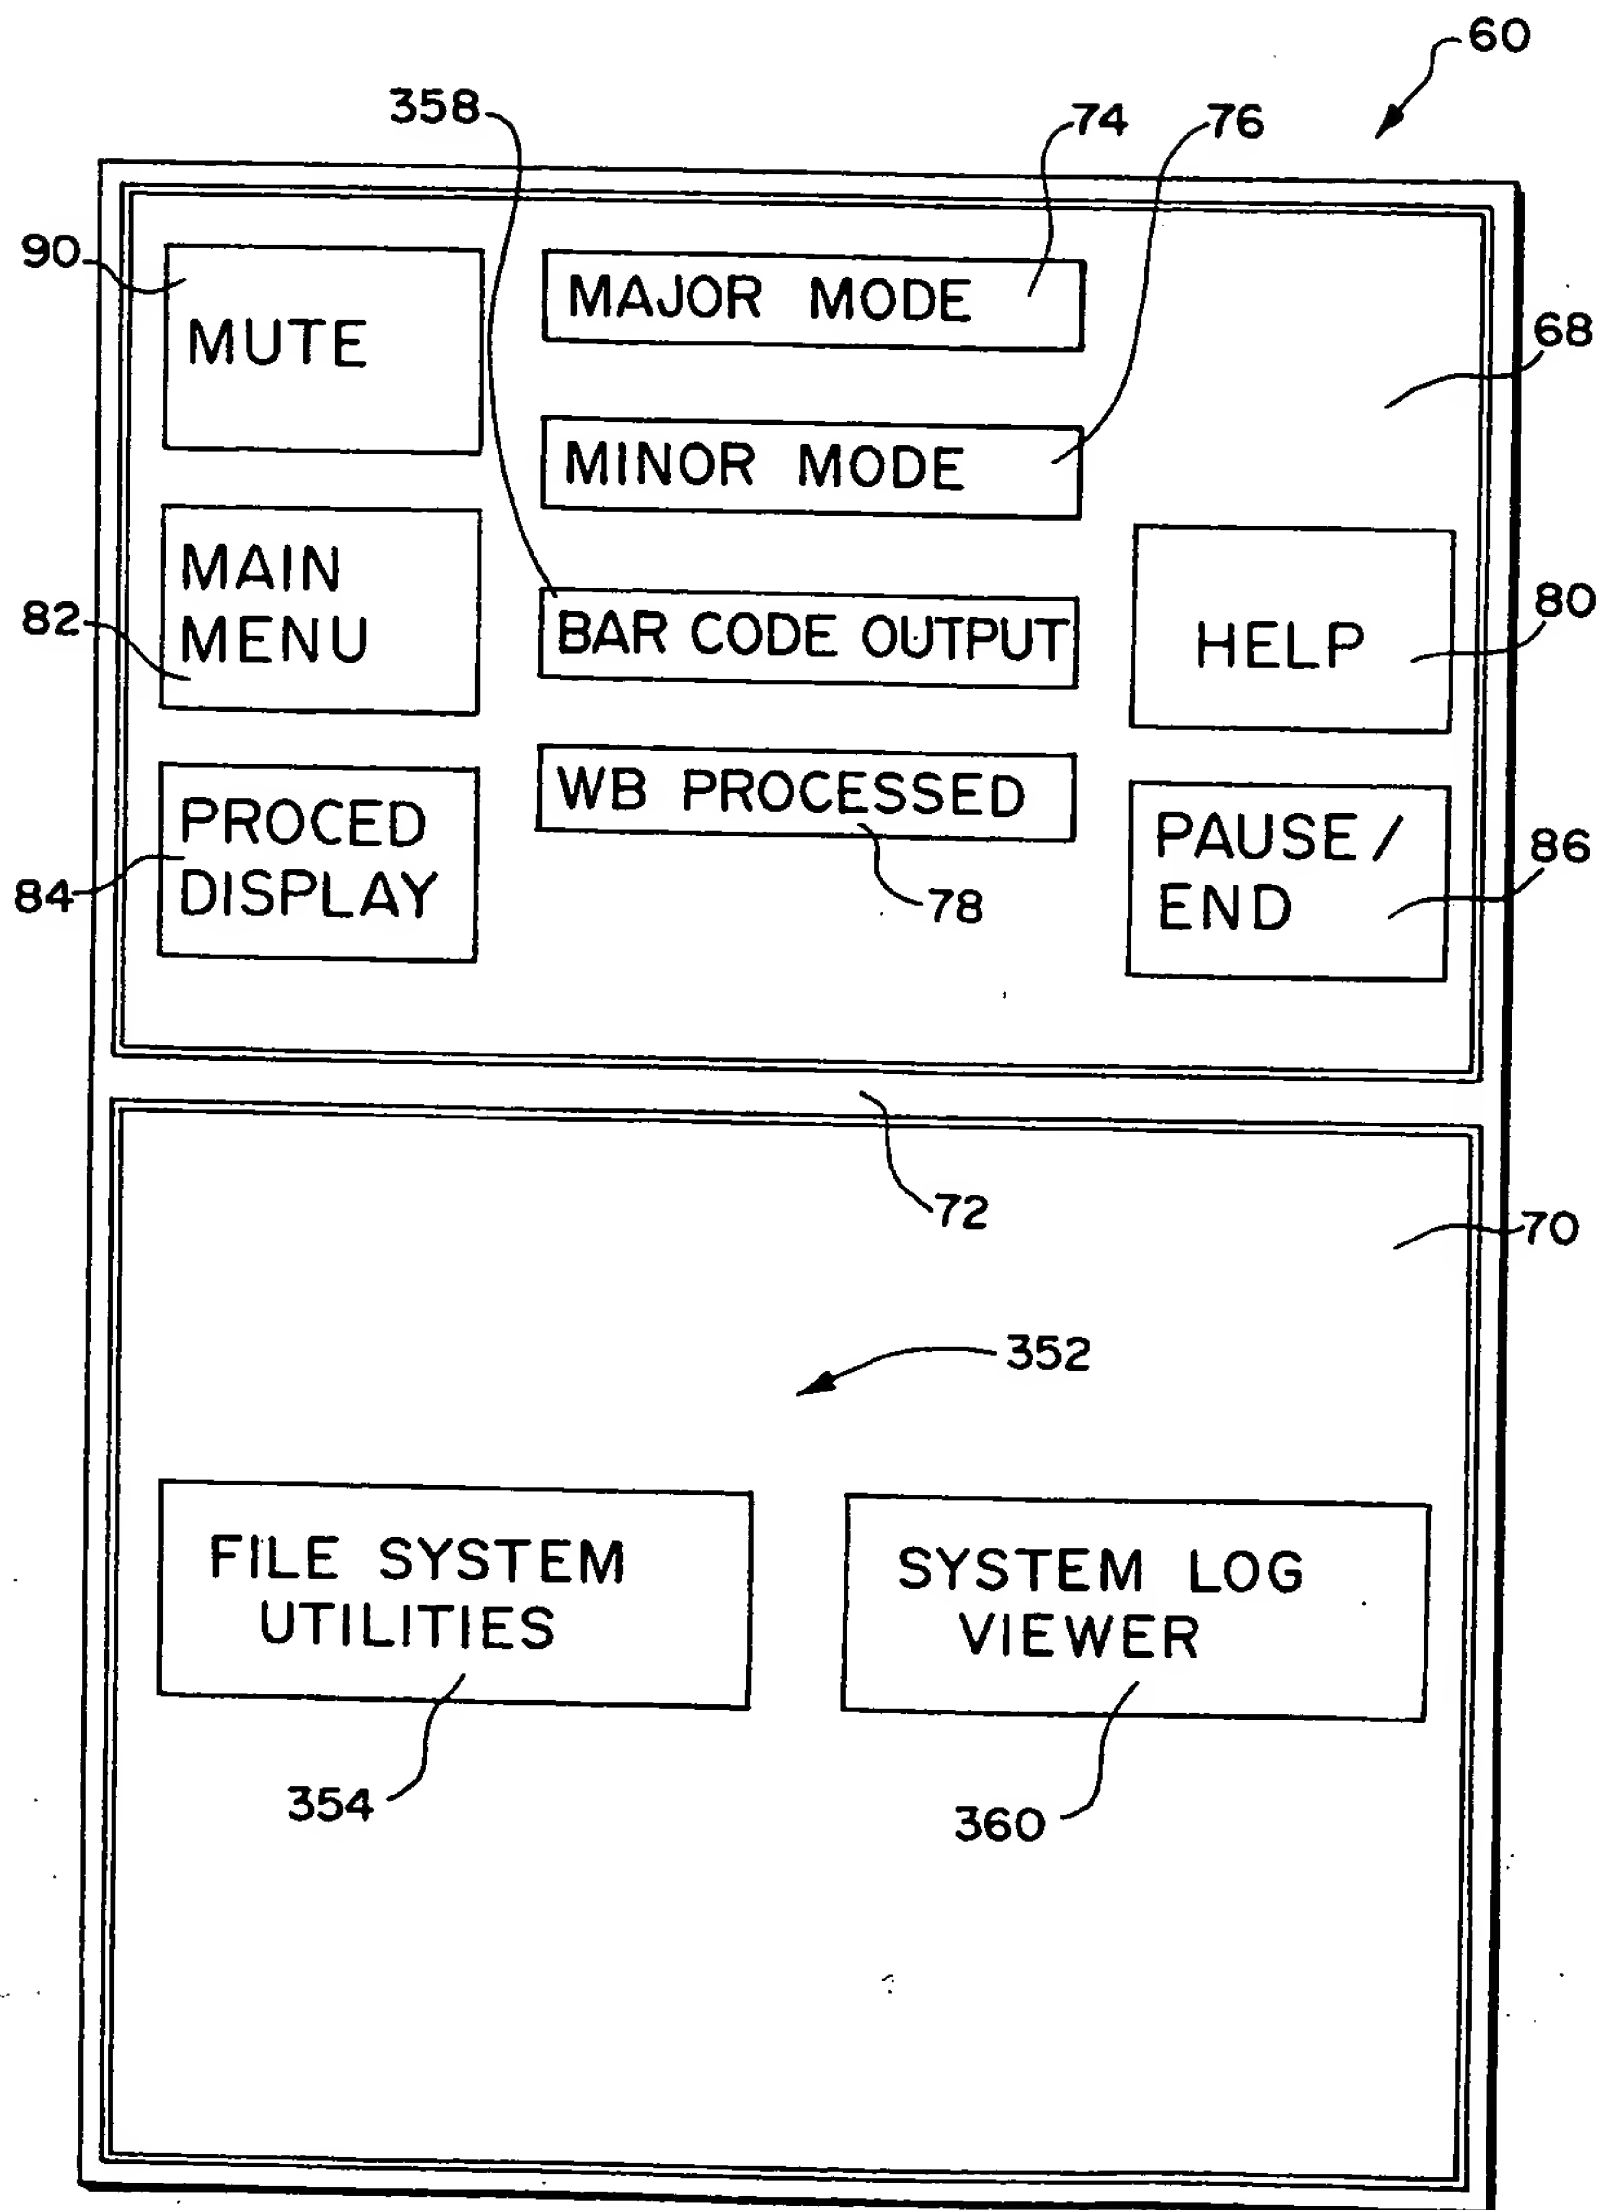 60
358
74
76
90
MUTE
MAJOR MODE
68
MINOR MODE
MAIN
MENU
82
BAR CODE OUTPUT
HELP
80
PROCED
DISPLAY
84
WB PROCESSED
78
PAUSE /
END
86
72
70
352
FILE SYSTEM
UTILITIES
SYSTEM LOG
VIEWER
354
360